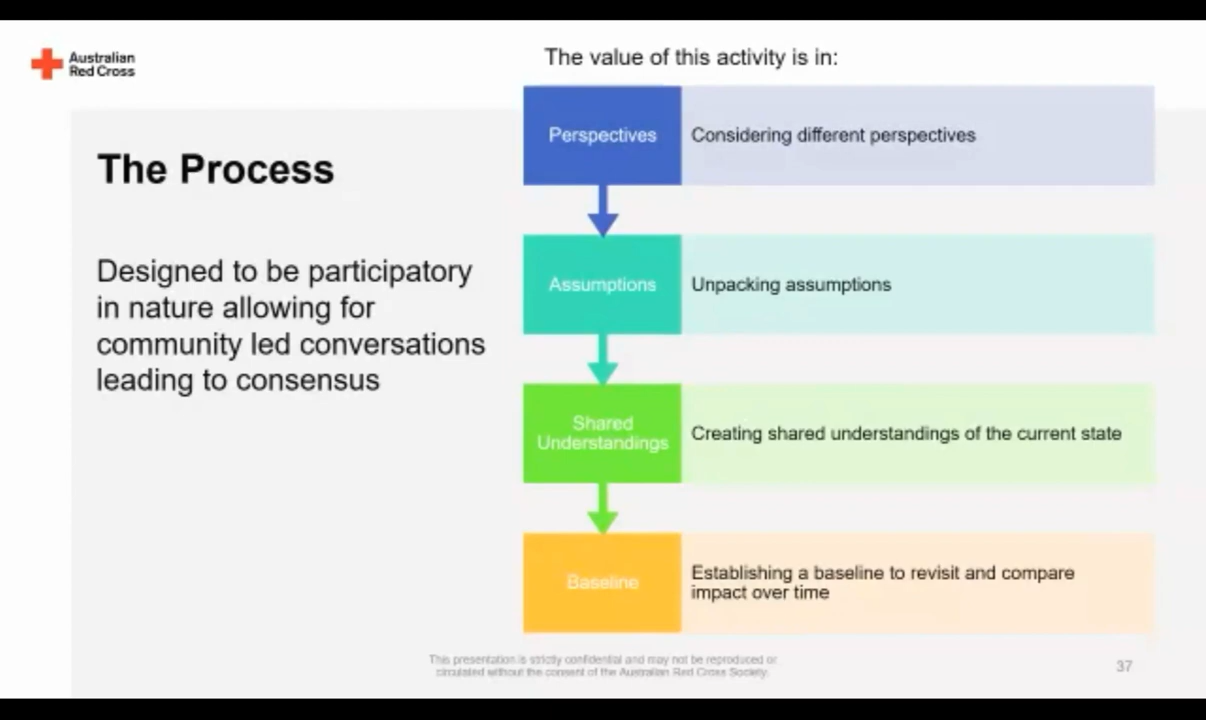 Australian
Red Cross
The Process
Designed to be participatory
in nature allowing for
community led conversations
leading to consensus
The value of this activity is in:
Perspectives
Considering different perspectives
Assumptions
Unpacking assumptions
Shared
Understandings
Creating shared understandings of the current state
Baseline
Establishing a baseline to revisit and compare
impact over time
This presentation is strictly confidential and may not be reproduced or
circulated without the consent of the Australian Red Cross Society.
37